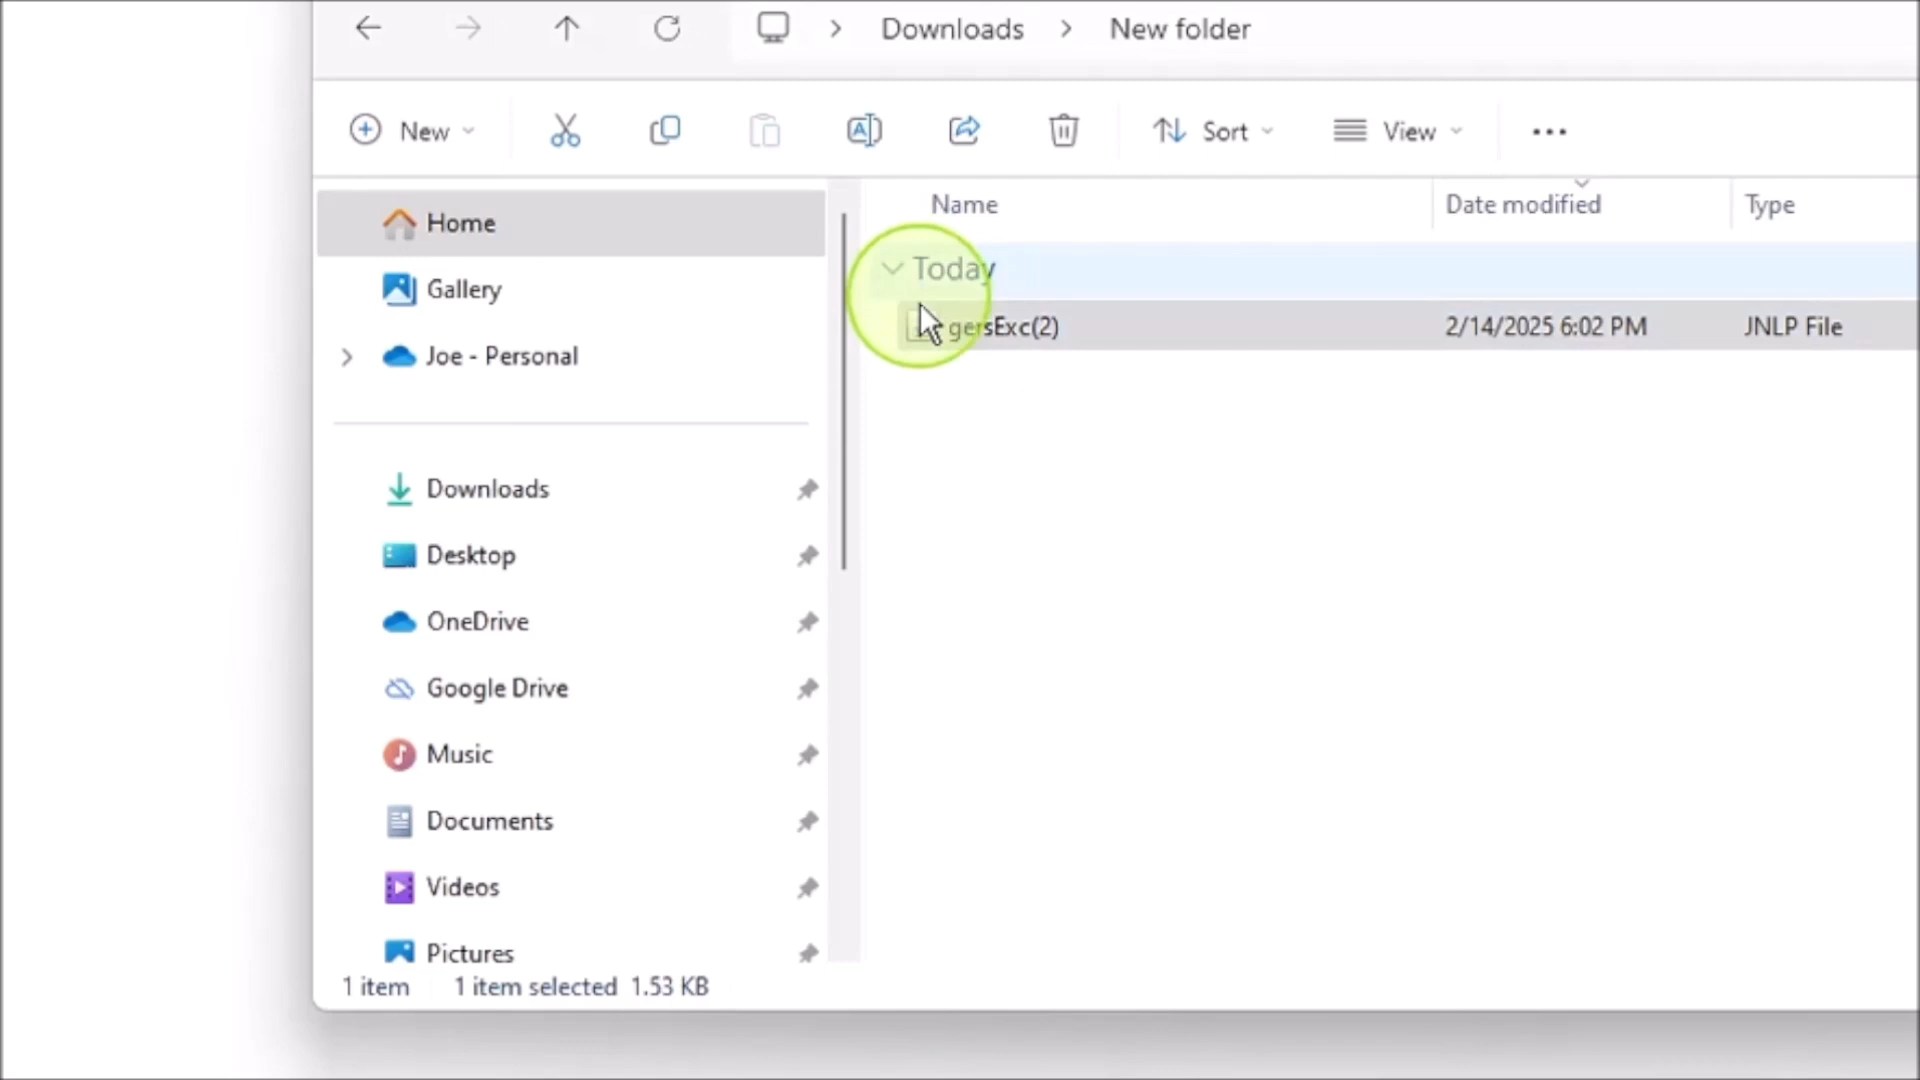 Downloads > New folder
New Sort View ...
Name Date modified Type
Home
Today
Gallery
gersExc(2) 2/14/2025 6:02 PM JNLP File
Joe - Personal
Downloads
Desktop
OneDrive
Google Drive
Music
Documents
Videos
Pictures
1 item 1 item selected 1.53 KB